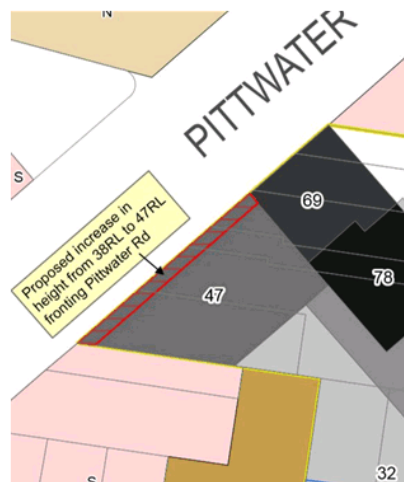 N
PITTWATER
S
Proposed increase in
height from 38RL to 47RL
fronting Pittwater Rd
69
78
47
32
S